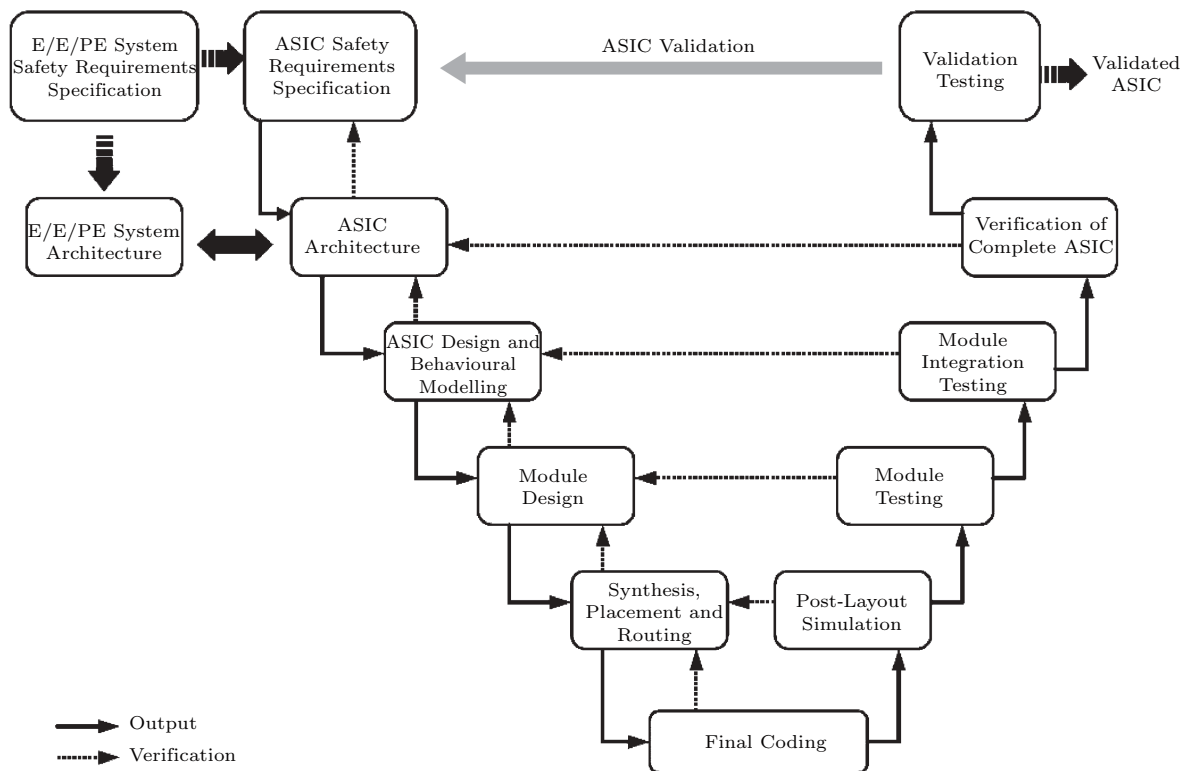 E/E/PE System
Safety Requirements
Specification
ASIC Safety
Requirements
Specification
ASIC Validation
Validation
Testing
Validated
ASIC
E/E/PE System
Architecture
ASIC
Architecture
Verification of
Complete ASIC
ASIC Design and
Behavioural
Modelling
Module
Integration
Testing
Module
Design
Module
Testing
Synthesis,
Placement and
Routing
Post-Layout
Simulation
Final Coding
Output
Verification